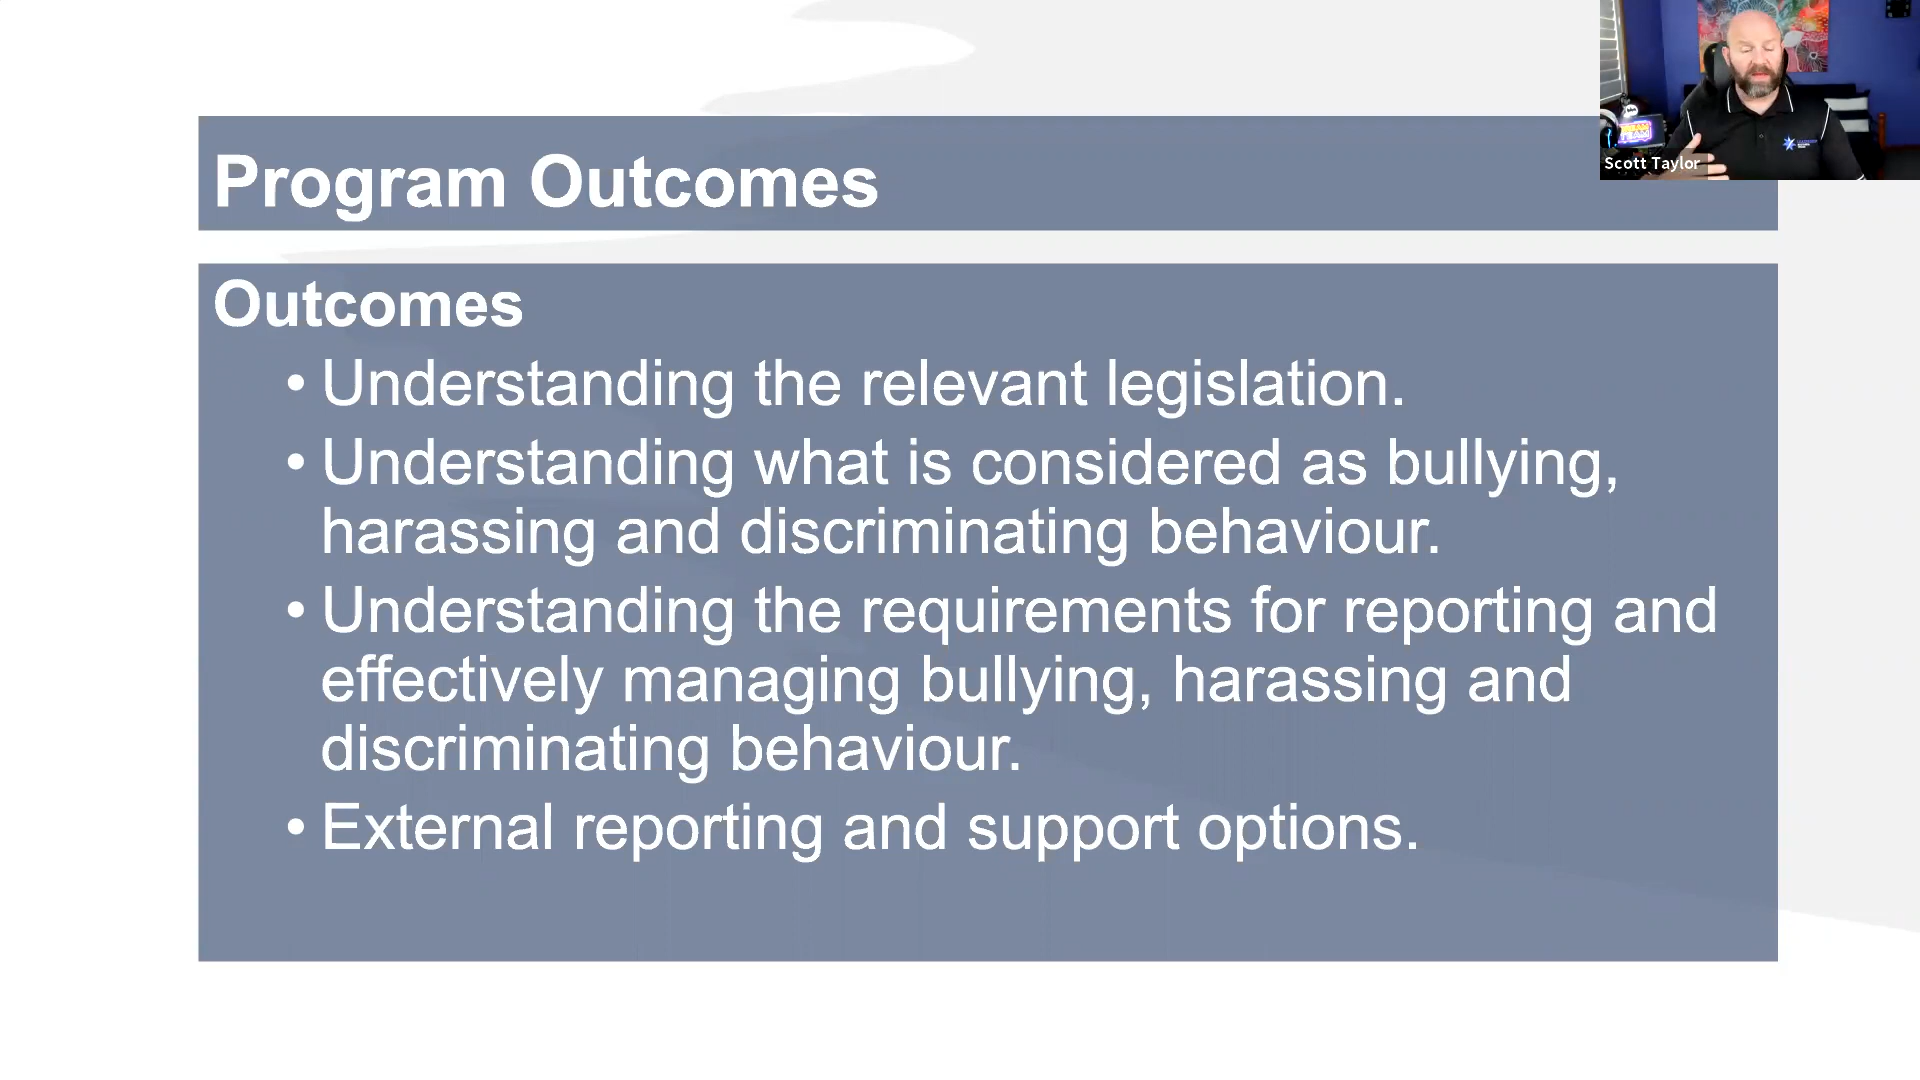 Program Outcomes
Scott Taylor
Outcomes
• Understanding the relevant legislation.
• Understanding what is considered as bullying,
harassing and discriminating behaviour.
• Understanding the requirements for reporting and
effectively managing bullying, harassing and
discriminating behaviour.
• External reporting and support options.